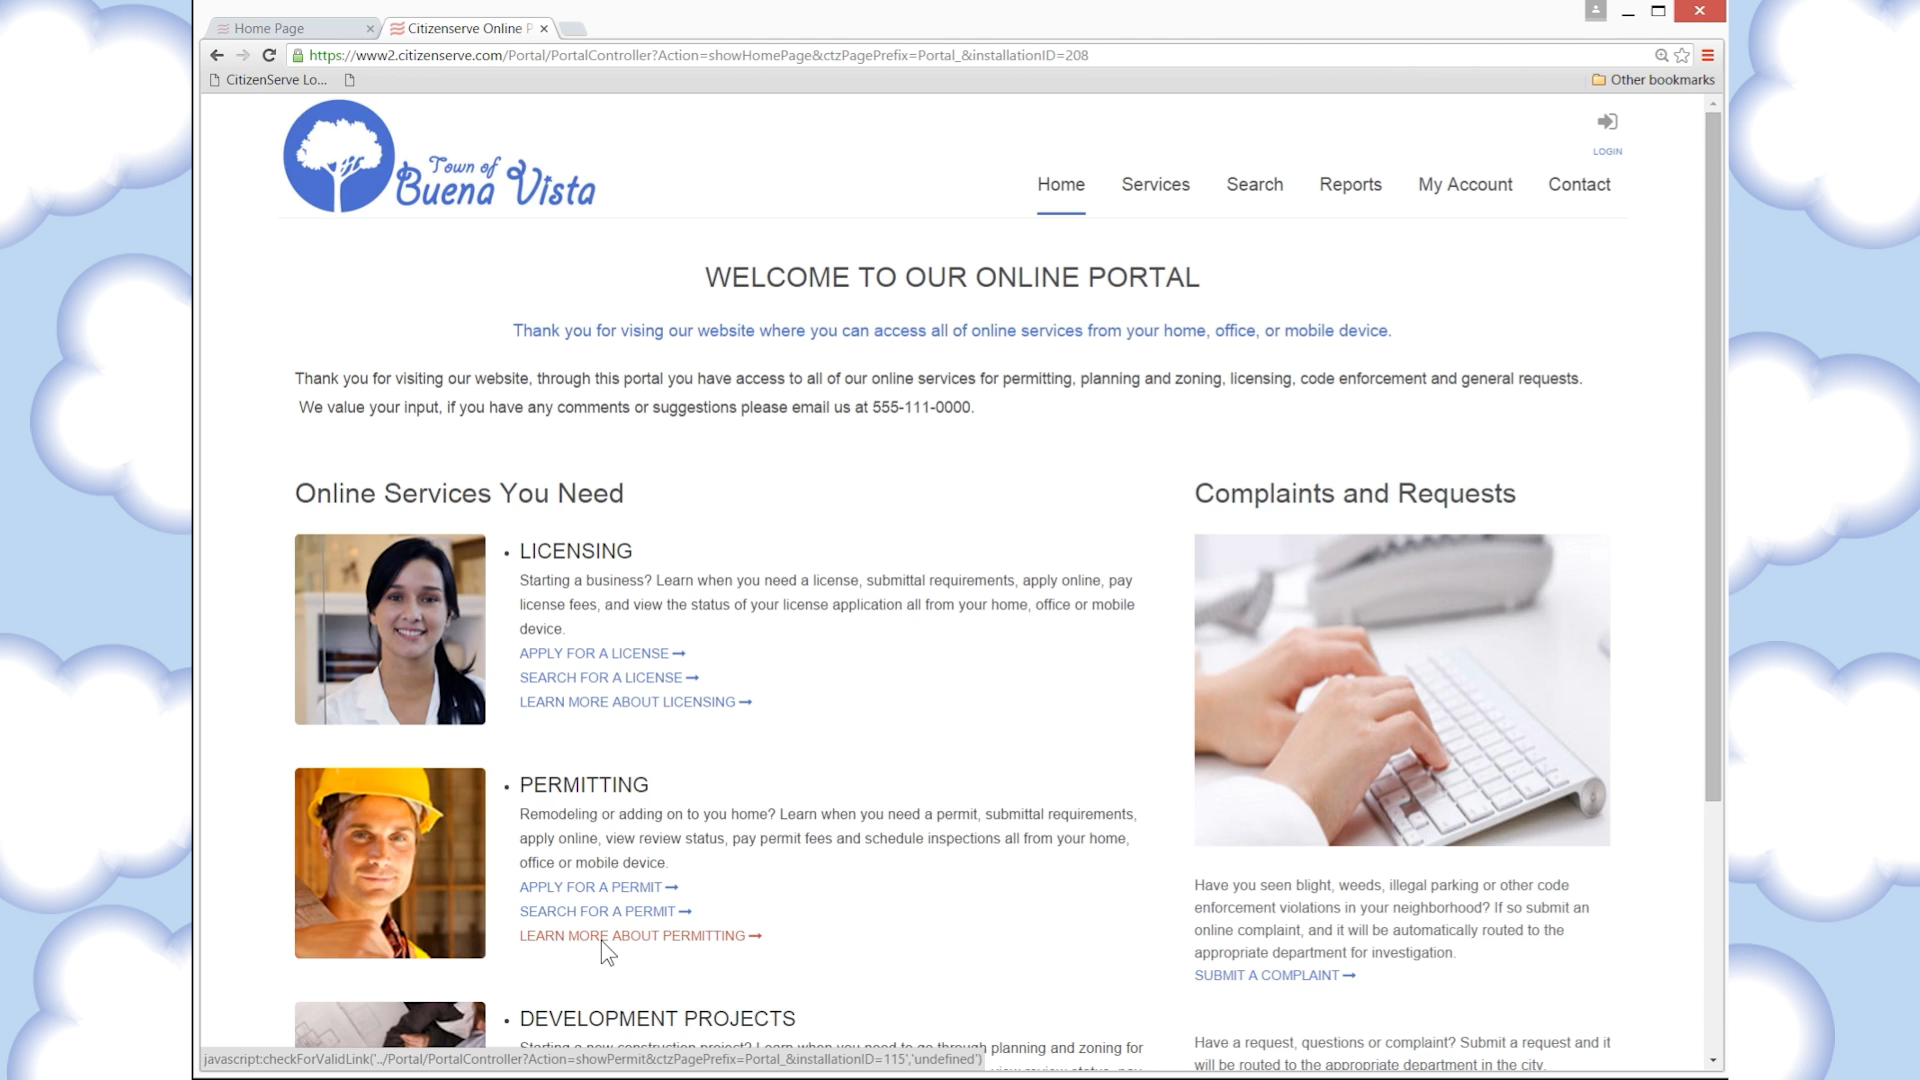 Home Page
Citizenserve Online P
https://www2.citizenserve.com/Portal/PortalController?Action=showHomePage&ctzPagePrefix=Portal_&installationID=208
CitizenServe Lo...
Other bookmarks
Town of
Buena Vista
LOGIN
Home Services Search Reports My Account Contact
WELCOME TO OUR ONLINE PORTAL
Thank you for vising our website where you can access all of online services from your home, office, or mobile device.
Thank you for visiting our website, through this portal you have access to all of our online services for permitting, planning and zoning, licensing, code enforcement and general requests.
We value your input, if you have any comments or suggestions please email us at 555-111-0000.
Online Services You Need
LICENSING
Starting a business? Learn when you need a license, submittal requirements, apply online, pay
license fees, and view the status of your license application all from your home, office or mobile
device.
APPLY FOR A LICENSE
SEARCH FOR A LICENSE
LEARN MORE ABOUT LICENSING
PERMITTING
Remodeling or adding on to you home? Learn when you need a permit, submittal requirements,
apply online, view review status, pay permit fees and schedule inspections all from your home,
office or mobile device.
APPLY FOR A PERMIT
SEARCH FOR A PERMIT
LEARN MORE ABOUT PERMITTING
DEVELOPMENT PROJECTS
Starting a new construction project? Learn when you need to go through planning and zoning for
Complaints and Requests
Have you seen blight, weeds, illegal parking or other code
enforcement violations in your neighborhood? If so submit an
online complaint, and it will be automatically routed to the
appropriate department for investigation.
SUBMIT A COMPLAINT
Have a request, questions or complaint? Submit a request and it
will be routed to the appropriate department in the city.
javascript:checkForValidLink('../Portal/PortalController?Action=showPermit&ctzPagePrefix=Portal_&installationID=115','undefined')